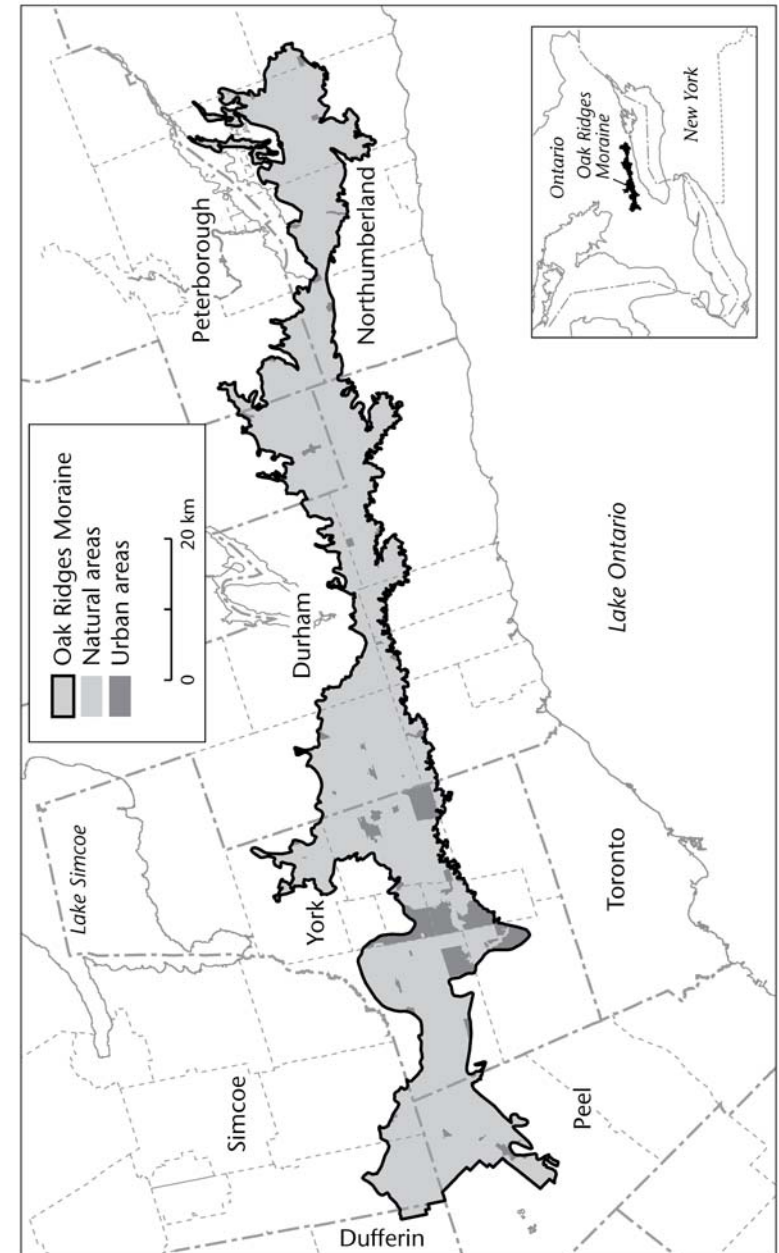 Oak Ridges Moraine
Natural areas
Urban areas
0
20 km
Lake Simcoe
Simcoe
York
Durham
Peterborough
Northumberland
Dufferin
Peel
Toronto
Lake Ontario
Ontario
Oak Ridges
Moraine
New York